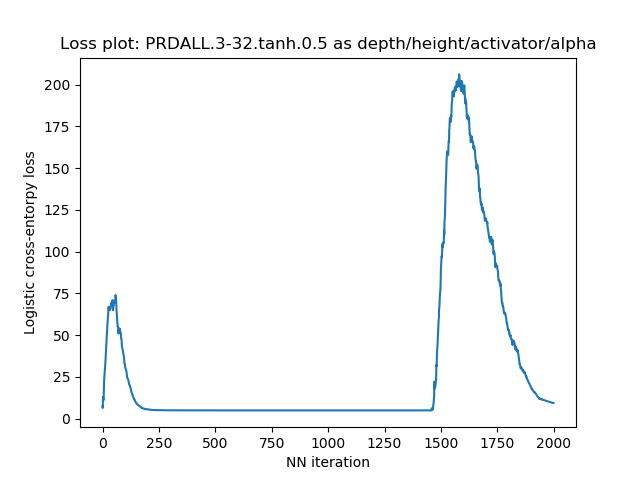 Loss plot: PRDALL.3-32.tanh.0.5 as depth/height/activator/alpha
200
175
150
125
100
75
50
25
0
Logistic cross-entorpy loss
0 250 500 750 1000 1250 1500 1750 2000
NN iteration